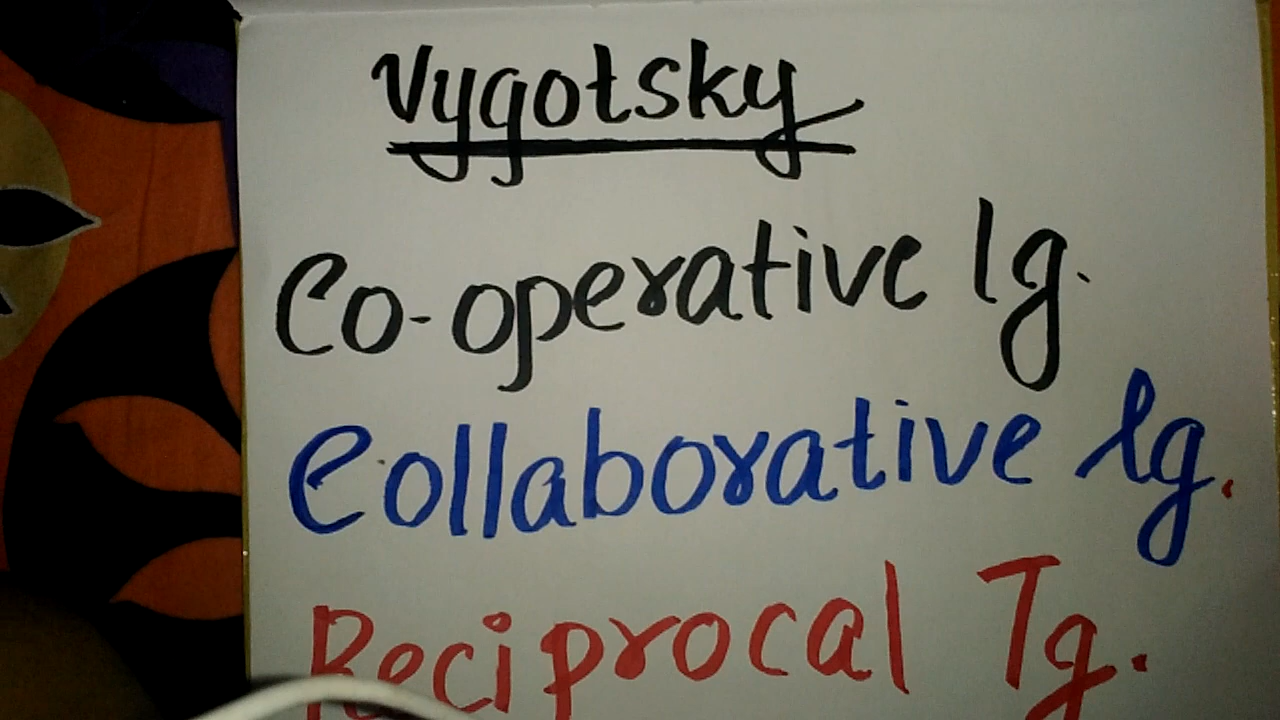 Vygotsky
Co-operative lg.
Collaborative lg.
Reciprocal Tg.